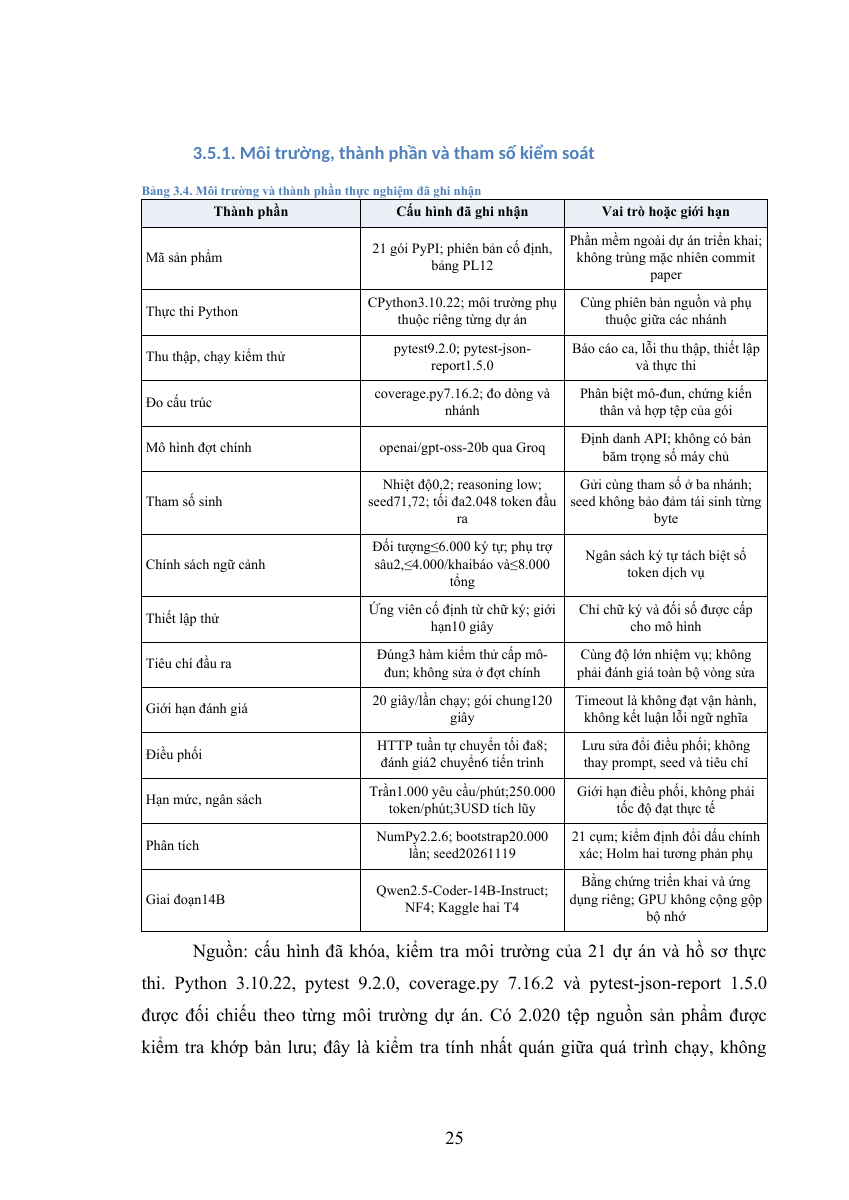 3.5.1. Môi trường, thành phần và tham số kiểm soát
Bảng 3.4. Môi trường và thành phần thực nghiệm đã ghi nhận
Thành phần
Cấu hình đã ghi nhận
Vai trò hoặc giới hạn
Mã sản phẩm
21 gói PyPI; phiên bản cố định,
bảng PL12
Phần mềm ngoài dự án triển khai;
không trùng mặc nhiên commit
paper
Thực thi Python
CPython3.10.22; môi trường phụ
thuộc riêng từng dự án
Cùng phiên bản nguồn và phụ
thuộc giữa các nhánh
Thu thập, chạy kiểm thử
pytest9.2.0; pytest-json-
report1.5.0
Báo cáo ca, lỗi thu thập, thiết lập
và thực thi
Đo cấu trúc
coverage.py7.16.2; đo dòng và
nhánh
Phân biệt mô-đun, chứng kiến
thân và hợp tệp của gói
Mô hình đợt chính
openai/gpt-oss-20b qua Groq
Định danh API; không có bản
băm trọng số máy chủ
Tham số sinh
Nhiệt độ0,2; reasoning low;
seed71,72; tối đa2.048 token đầu
ra
Gửi cùng tham số ở ba nhánh;
seed không bảo đảm tái sinh từng
byte
Chính sách ngữ cảnh
Đối tượng≤6.000 ký tự; phụ trợ
sâu2,≤4.000/khaibáo và≤8.000
tổng
Ngân sách ký tự tách biệt số
token dịch vụ
Thiết lập thử
Ứng viên cố định từ chữ ký; giới
hạn10 giây
Chỉ chữ ký và đối số được cấp
cho mô hình
Tiêu chí đầu ra
Đúng3 hàm kiểm thử cấp mô-
đun; không sửa ở đợt chính
Cùng độ lớn nhiệm vụ; không
phải đánh giá toàn bộ vòng sửa
Giới hạn đánh giá
20 giây/lần chạy; gói chung120
giây
Timeout là không đạt vận hành,
không kết luận lỗi ngữ nghĩa
Điều phối
HTTP tuần tự chuyển tối đa8;
đánh giá2 chuyển6 tiến trình
Lưu sửa đổi điều phối; không
thay prompt, seed và tiêu chí
Hạn mức, ngân sách
Trần1.000 yêu cầu/phút;250.000
token/phút;3USD tích lũy
Giới hạn điều phối, không phải
tốc độ đạt thực tế
Phân tích
NumPy2.2.6; bootstrap20.000
lần; seed20261119
21 cụm; kiểm định đổi dấu chính
xác; Holm hai tương phản phụ
Giai đoạn14B
Qwen2.5-Coder-14B-Instruct;
NF4; Kaggle hai T4
Bằng chứng triển khai và ứng
dụng riêng; GPU không cộng gộp
bộ nhớ
Nguồn: cấu hình đã khóa, kiểm tra môi trường của 21 dự án và hồ sơ thực
thi. Python 3.10.22, pytest 9.2.0, coverage.py 7.16.2 và pytest-json-report 1.5.0
được đối chiếu theo từng môi trường dự án. Có 2.020 tệp nguồn sản phẩm được
kiểm tra khớp bản lưu; đây là kiểm tra tính nhất quán giữa quá trình chạy, không
25